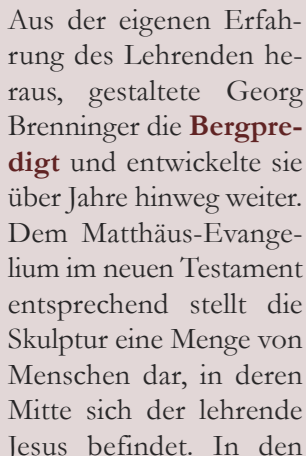 Aus der eigenen Erfah-
rung des Lehrenden he-
raus, gestaltete Georg
Brenninger die Bergpre-
digt und entwickelte sie
über Jahre hinweg weiter.
Dem Matthäus-Evange-
lium im neuen Testament
entsprechend stellt die
Skulptur eine Menge von
Menschen dar, in deren
Mitte sich der lehrende
Jesus befindet. In den